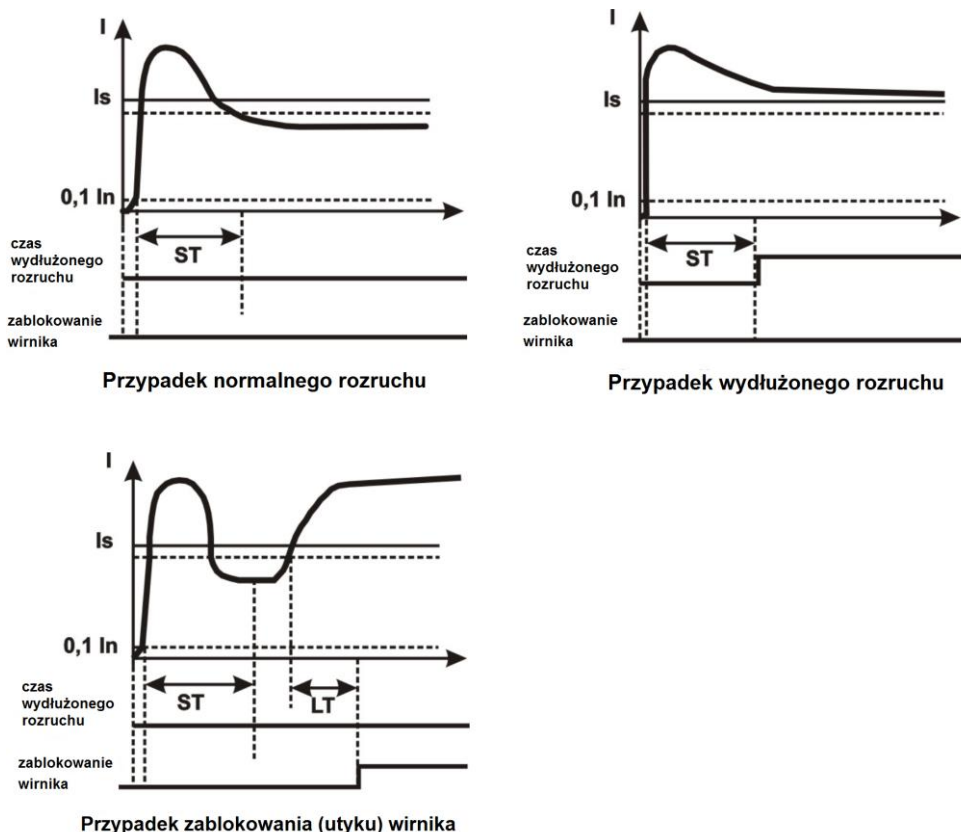 I
Is
0,1 In
ST
czas
wydłużonego
rozruchu
zablokowanie
wirnika
Przypadek normalnego rozruchu
I
Is
0,1 In
ST
czas
wydłużonego
rozruchu
zablokowanie
wirnika
Przypadek wydłużonego rozruchu
I
Is
0,1 In
ST
LT
czas
wydłużonego
rozruchu
zablokowanie
wirnika
Przypadek zablokowania (utyku) wirnika